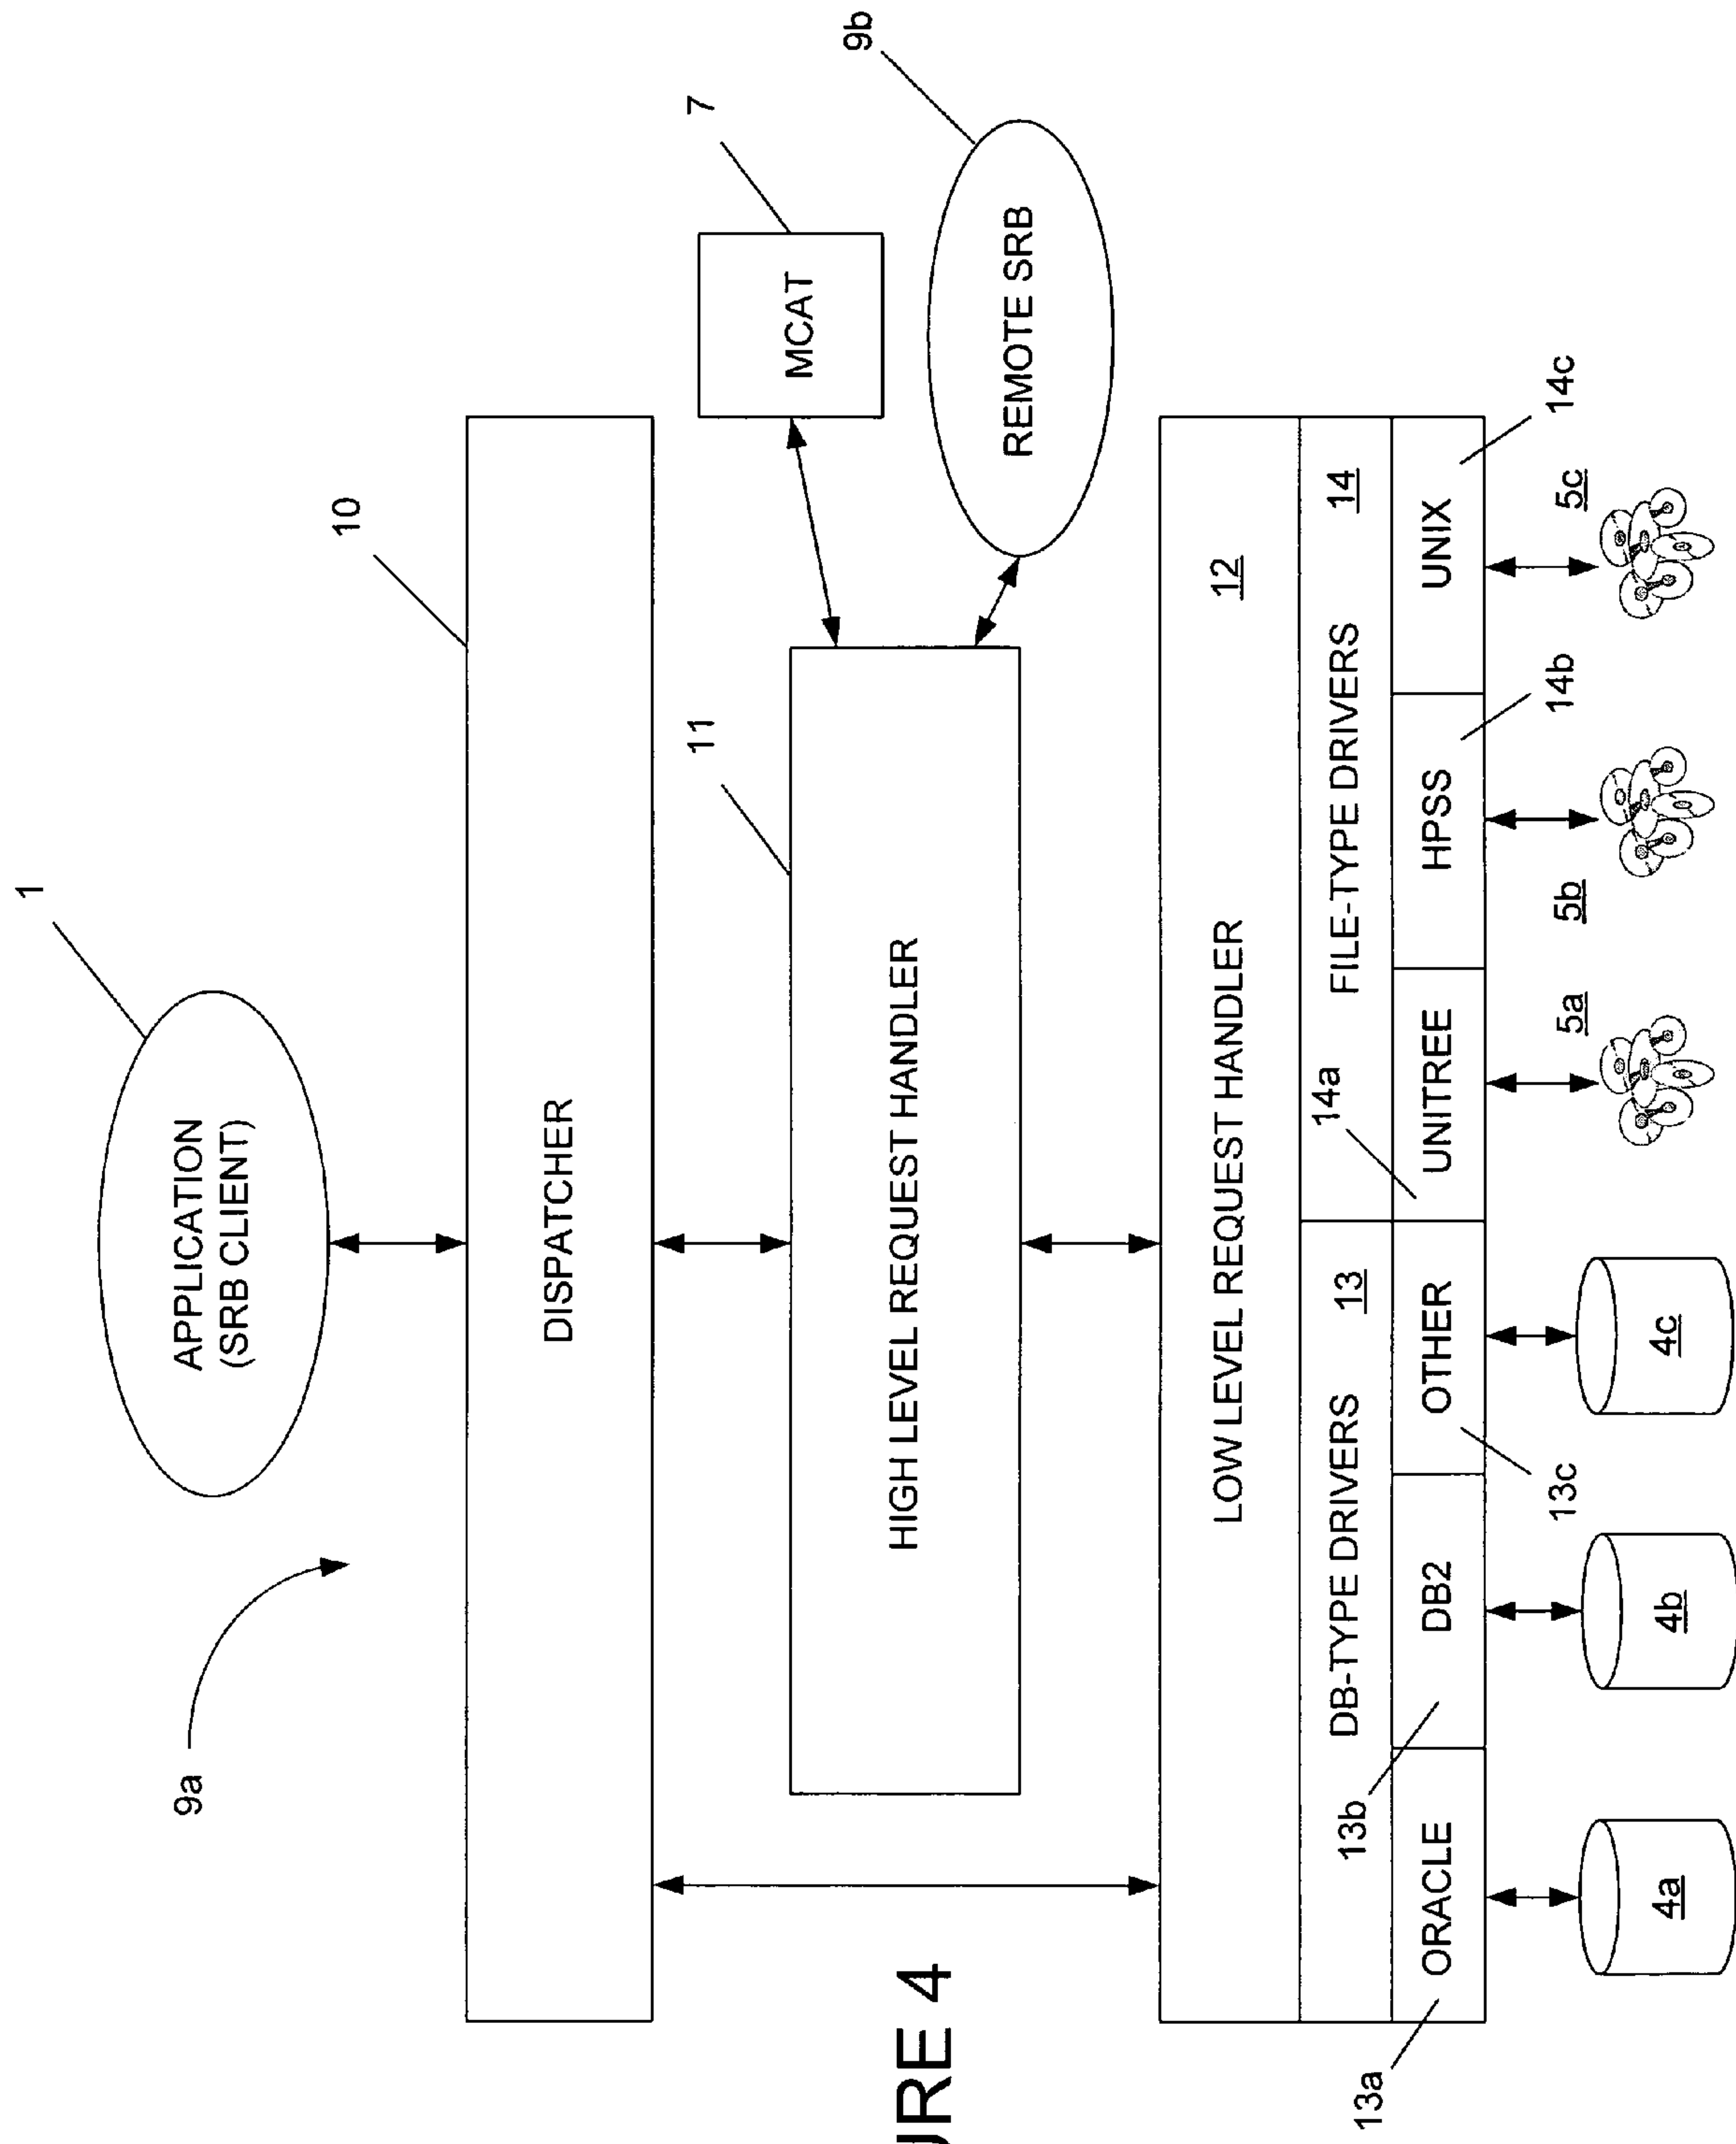 1
APPLICATION
(SRB CLIENT)
9a
10
DISPATCHER
7
MCAT
11
HIGH LEVEL REQUEST HANDLER
9b
REMOTE SRB
LOW LEVEL REQUEST HANDLER 12
DB-TYPE DRIVERS 13
FILE-TYPE DRIVERS 14
13b
14a
ORACLE
DB2
OTHER
UNITREE
HPSS
UNIX
13a
13c
14b
14c
4a
4b
4c
5a
5b
5c
URE 4